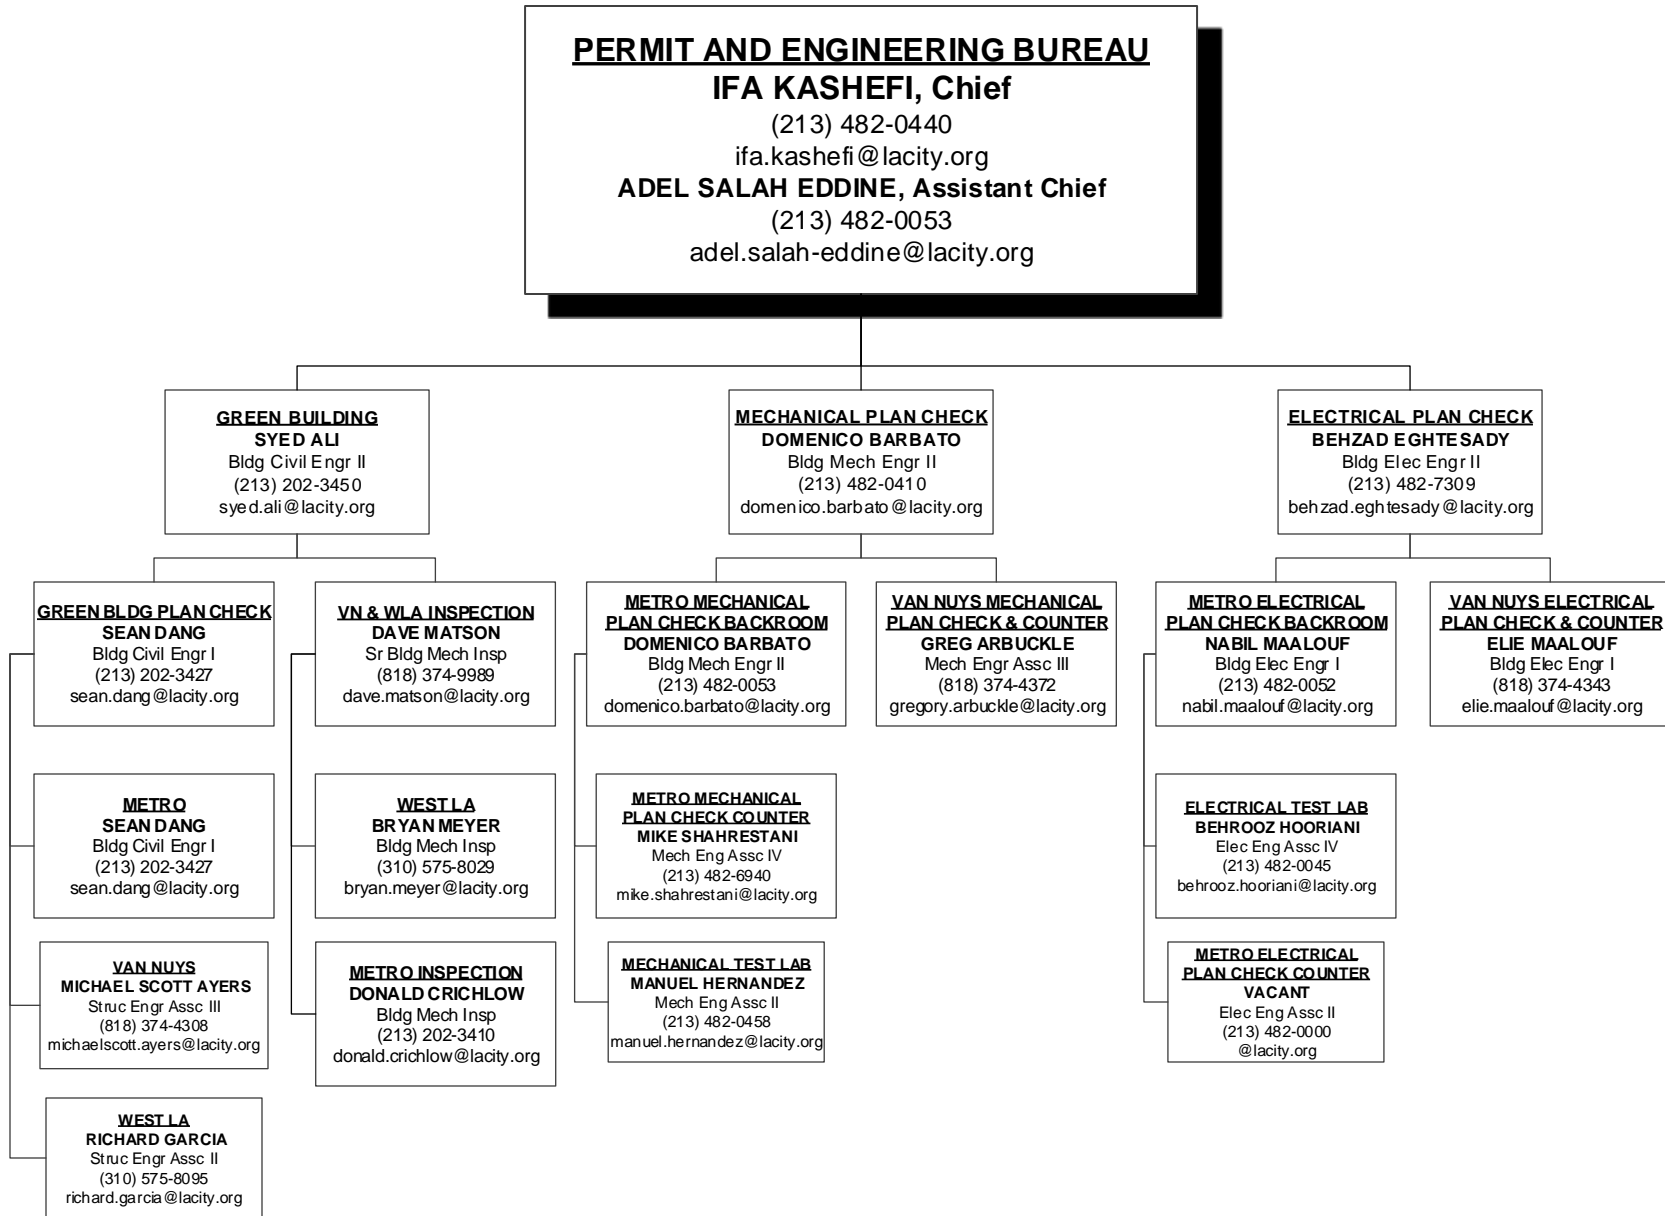 PERMIT AND ENGINEERING BUREAU
IFA KASHEFI, Chief
(213) 482-0440
ifa.kashefi@lacity.org
ADEL SALAH EDDINE, Assistant Chief
(213) 482-0053
adel.salah-eddine@lacity.org
GREEN BUILDING
SYED ALI
Bldg Civil Engr II
(213) 202-3450
syed.ali@lacity.org
MECHANICAL PLAN CHECK
DOMENICO BARBATO
Bldg Mech Engr II
(213) 482-0410
domenico.barbato@lacity.org
ELECTRICAL PLAN CHECK
BEHZAD EGHTESADY
Bldg Elec Engr II
(213) 482-7309
behzad.eghtesady@lacity.org
GREEN BLDG PLAN CHECK
SEAN DANG
Bldg Civil Engr I
(213) 202-3427
sean.dang@lacity.org
VN & WLA INSPECTION
DAVE MATSON
Sr Bldg Mech Insp
(818) 374-9989
dave.matson@lacity.org
METRO MECHANICAL
PLAN CHECK BACKROOM
DOMENICO BARBATO
Bldg Mech Engr II
(213) 482-0053
domenico.barbato@lacity.org
VAN NUYS MECHANICAL
PLAN CHECK & COUNTER
GREG ARBUCKLE
Mech Engr Assc III
(818) 374-4372
gregory.arbuckle@lacity.org
METRO ELECTRICAL
PLAN CHECK BACKROOM
NABIL MAALOUF
Bldg Elec Engr I
(213) 482-0052
nabil.maalouf@lacity.org
VAN NUYS ELECTRICAL
PLAN CHECK & COUNTER
ELIE MAALOUF
Bldg Elec Engr I
(818) 374-4343
elie.maalouf@lacity.org
METRO
SEAN DANG
Bldg Civil Engr I
(213) 202-3427
sean.dang@lacity.org
WEST LA
BRYAN MEYER
Bldg Mech Insp
(310) 575-8029
bryan.meyer@lacity.org
METRO MECHANICAL
PLAN CHECK COUNTER
MIKE SHAHRESTANI
Mech Eng Assc IV
(213) 482-6940
mike.shahrestani@lacity.org
ELECTRICAL TEST LAB
BEHROOZ HOORIANI
Elec Eng Assc IV
(213) 482-0045
behrooz.hooriani@lacity.org
VAN NUYS
MICHAEL SCOTT AYERS
Struc Engr Assc III
(818) 374-4308
michaelscott.ayers@lacity.org
METRO INSPECTION
DONALD CRICHLOW
Bldg Mech Insp
(213) 202-3410
donald.crichlow@lacity.org
MECHANICAL TEST LAB
MANUEL HERNANDEZ
Mech Eng Assc II
(213) 482-0458
manuel.hernandez@lacity.org
METRO ELECTRICAL
PLAN CHECK COUNTER
VACANT
Elec Eng Assc II
(213) 482-0000
@lacity.org
WEST LA
RICHARD GARCIA
Struc Engr Assc II
(310) 575-8095
richard.garcia@lacity.org